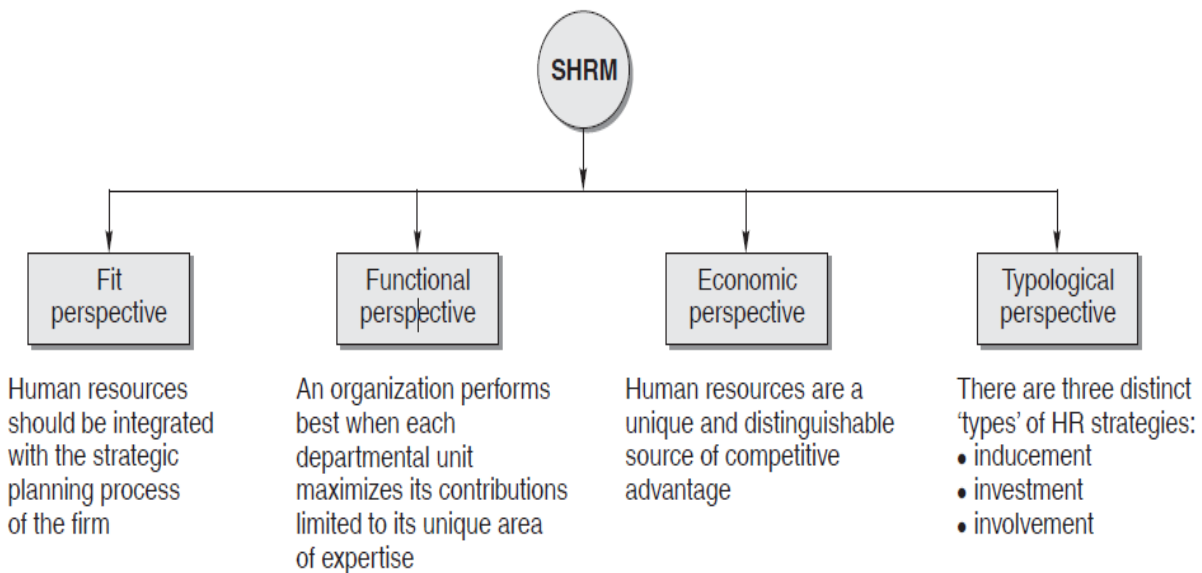 SHRM
Fit
perspective
Functional
perspective
Economic
perspective
Typological
perspective
Human resources
should be integrated
with the strategic
planning process
of the firm
An organization performs
best when each
departmental unit
maximizes its contributions
limited to its unique area
of expertise
Human resources are a
unique and distinguishable
source of competitive
advantage
There are three distinct
‘types’ of HR strategies:
• inducement
• investment
• involvement